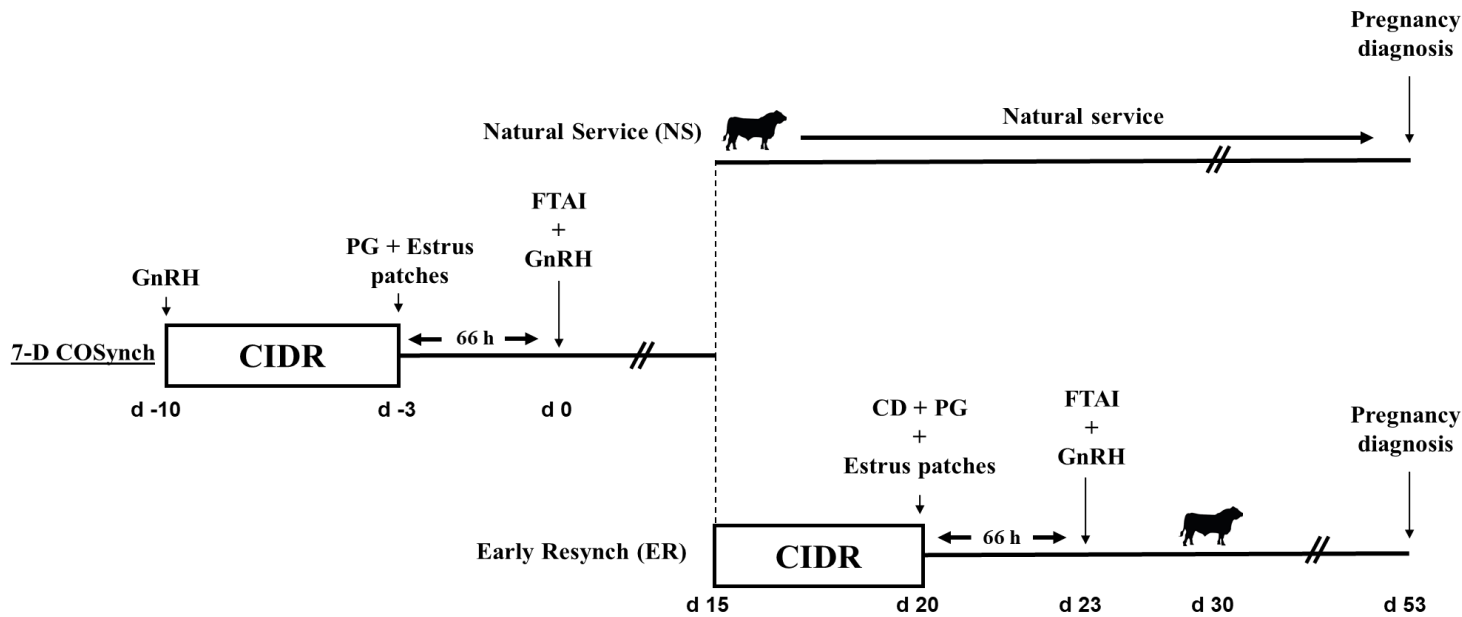 Pregnancy
diagnosis
Natural Service (NS)
Natural service
FTAI
+
GnRH
PG + Estrus
patches
GnRH
7-D COSynch
CIDR
66 h
d -10
d -3
d 0
CD + PG
+
Estrus patches
FTAI
+
GnRH
Pregnancy
diagnosis
Early Resynch (ER)
CIDR
66 h
d 15
d 20
d 23
d 30
d 53